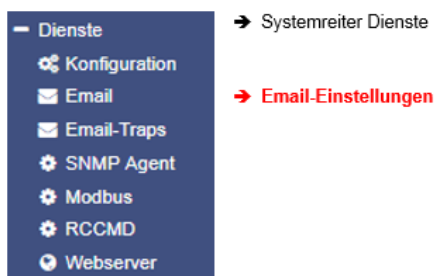 Dienste
➔ Systemreiter Dienste
Konfiguration
Email
➔ Email-Einstellungen
Email-Traps
SNMP Agent
Modbus
RCCMD
Webserver